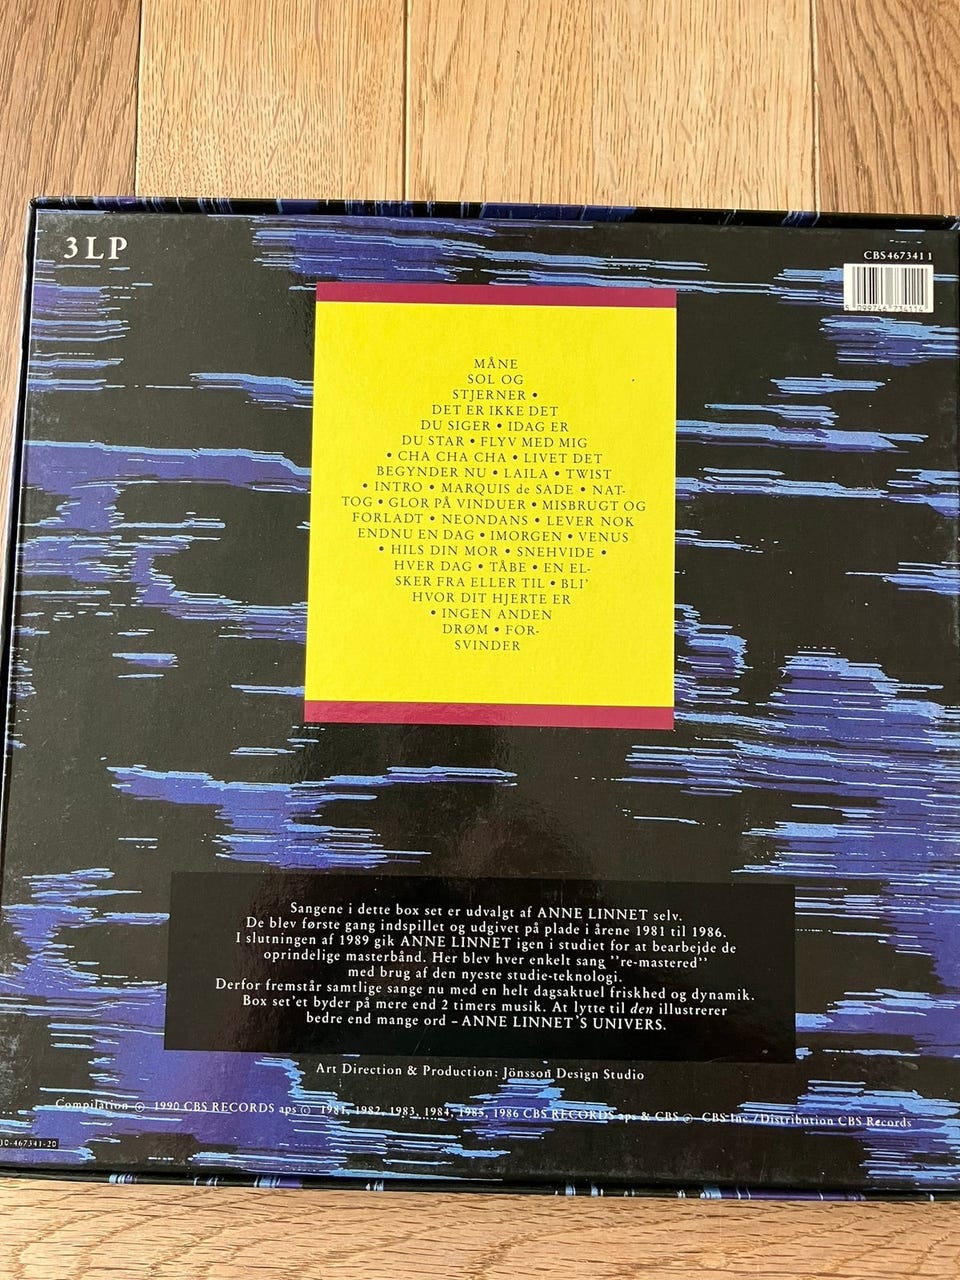 3LP
CBS 467341 1
5 099746 734114
MÅNE
SOL OG
STJERNER •
DET ER IKKE DET
DU SIGER • IDAG ER
DU STAR • FLYV MED MIG
• CHA CHA CHA • LIVET DET
BEGYNDER NU • LAILA • TWIST
• INTRO • MARQUIS de SADE • NAT-
TOG • GLOR PÅ VINDUER • MISBRUGT OG
FORLADT • NEONDANS • LEVER NOK
ENDNU EN DAG • IMORGEN • VENUS
• HILS DIN MOR • SNEHVIDE •
HVER DAG • TÅBE • EN EL-
SKER FRA ELLER TIL • BLI'
HVOR DIT HJERTE ER
• INGEN ANDEN
DRØM • FOR-
SVINDER
Sangene i dette box set er udvalgt af ANNE LINNET selv.
De blev første gang indspillet og udgivet på plade i årene 1981 til 1986.
I slutningen af 1989 gik ANNE LINNET igen i studiet for at bearbejde de
oprindelige masterbånd. Her blev hver enkelt sang ''re-mastered''
med brug af den nyeste studie-teknologi.
Derfor fremstår samtlige sange nu med en helt dagsaktuel friskhed og dynamik.
Box set'et byder på mere end 2 timers musik. At lytte til den illustrerer
bedre end mange ord – ANNE LINNET'S UNIVERS.
Art Direction & Production: Jönsson Design Studio
Compilation ℗ 1990 CBS RECORDS aps © 1981, 1982, 1983, 1984, 1985, 1986 CBS RECORDS aps & CBS © CBS Inc./Distribution CBS Records
10-467341-20